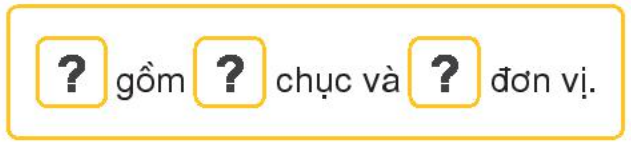 ? gồm ? chục và ? đơn vị.